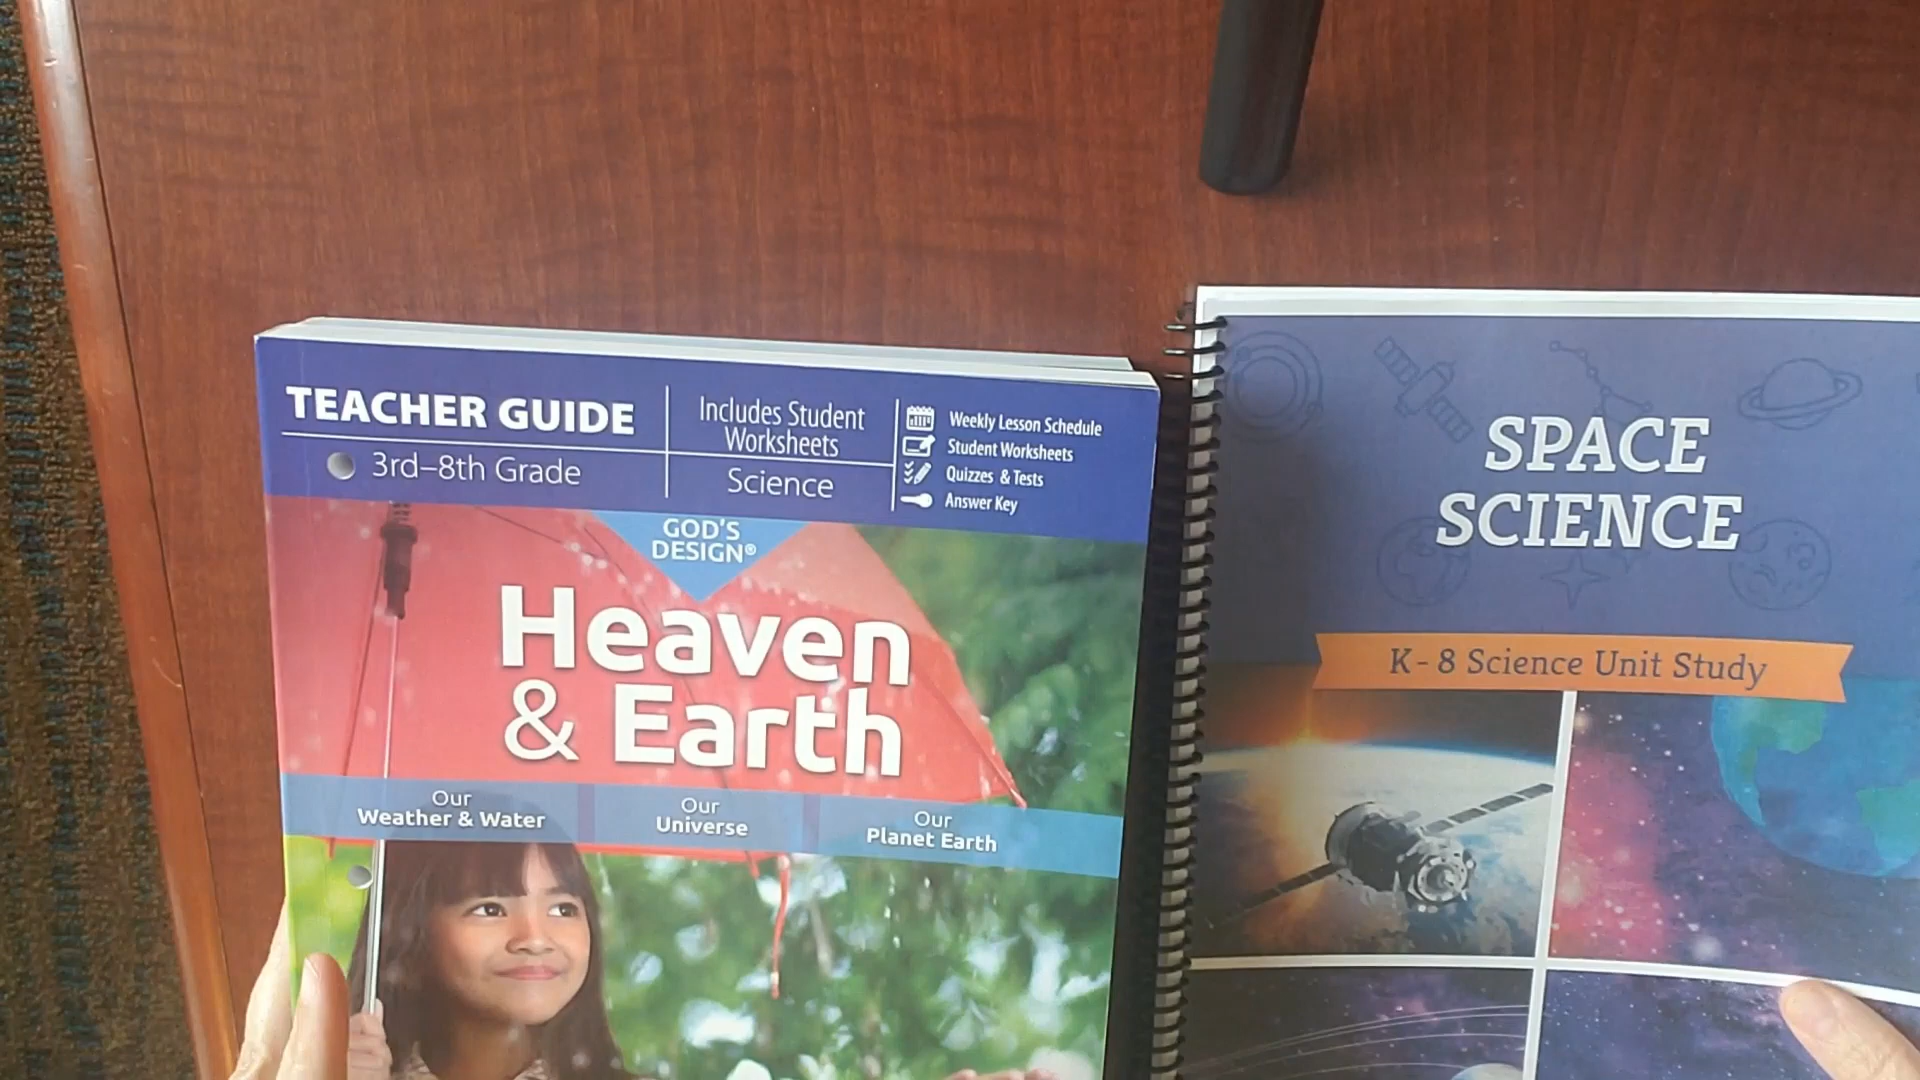 TEACHER GUIDE
3rd–8th Grade
Includes Student
Worksheets
Science
Weekly Lesson Schedule
Student Worksheets
Quizzes & Tests
Answer Key
GOD'S
DESIGN®
Heaven
& Earth
Our
Weather & Water
Our
Universe
Our
Planet Earth
SPACE
SCIENCE
K - 8 Science Unit Study